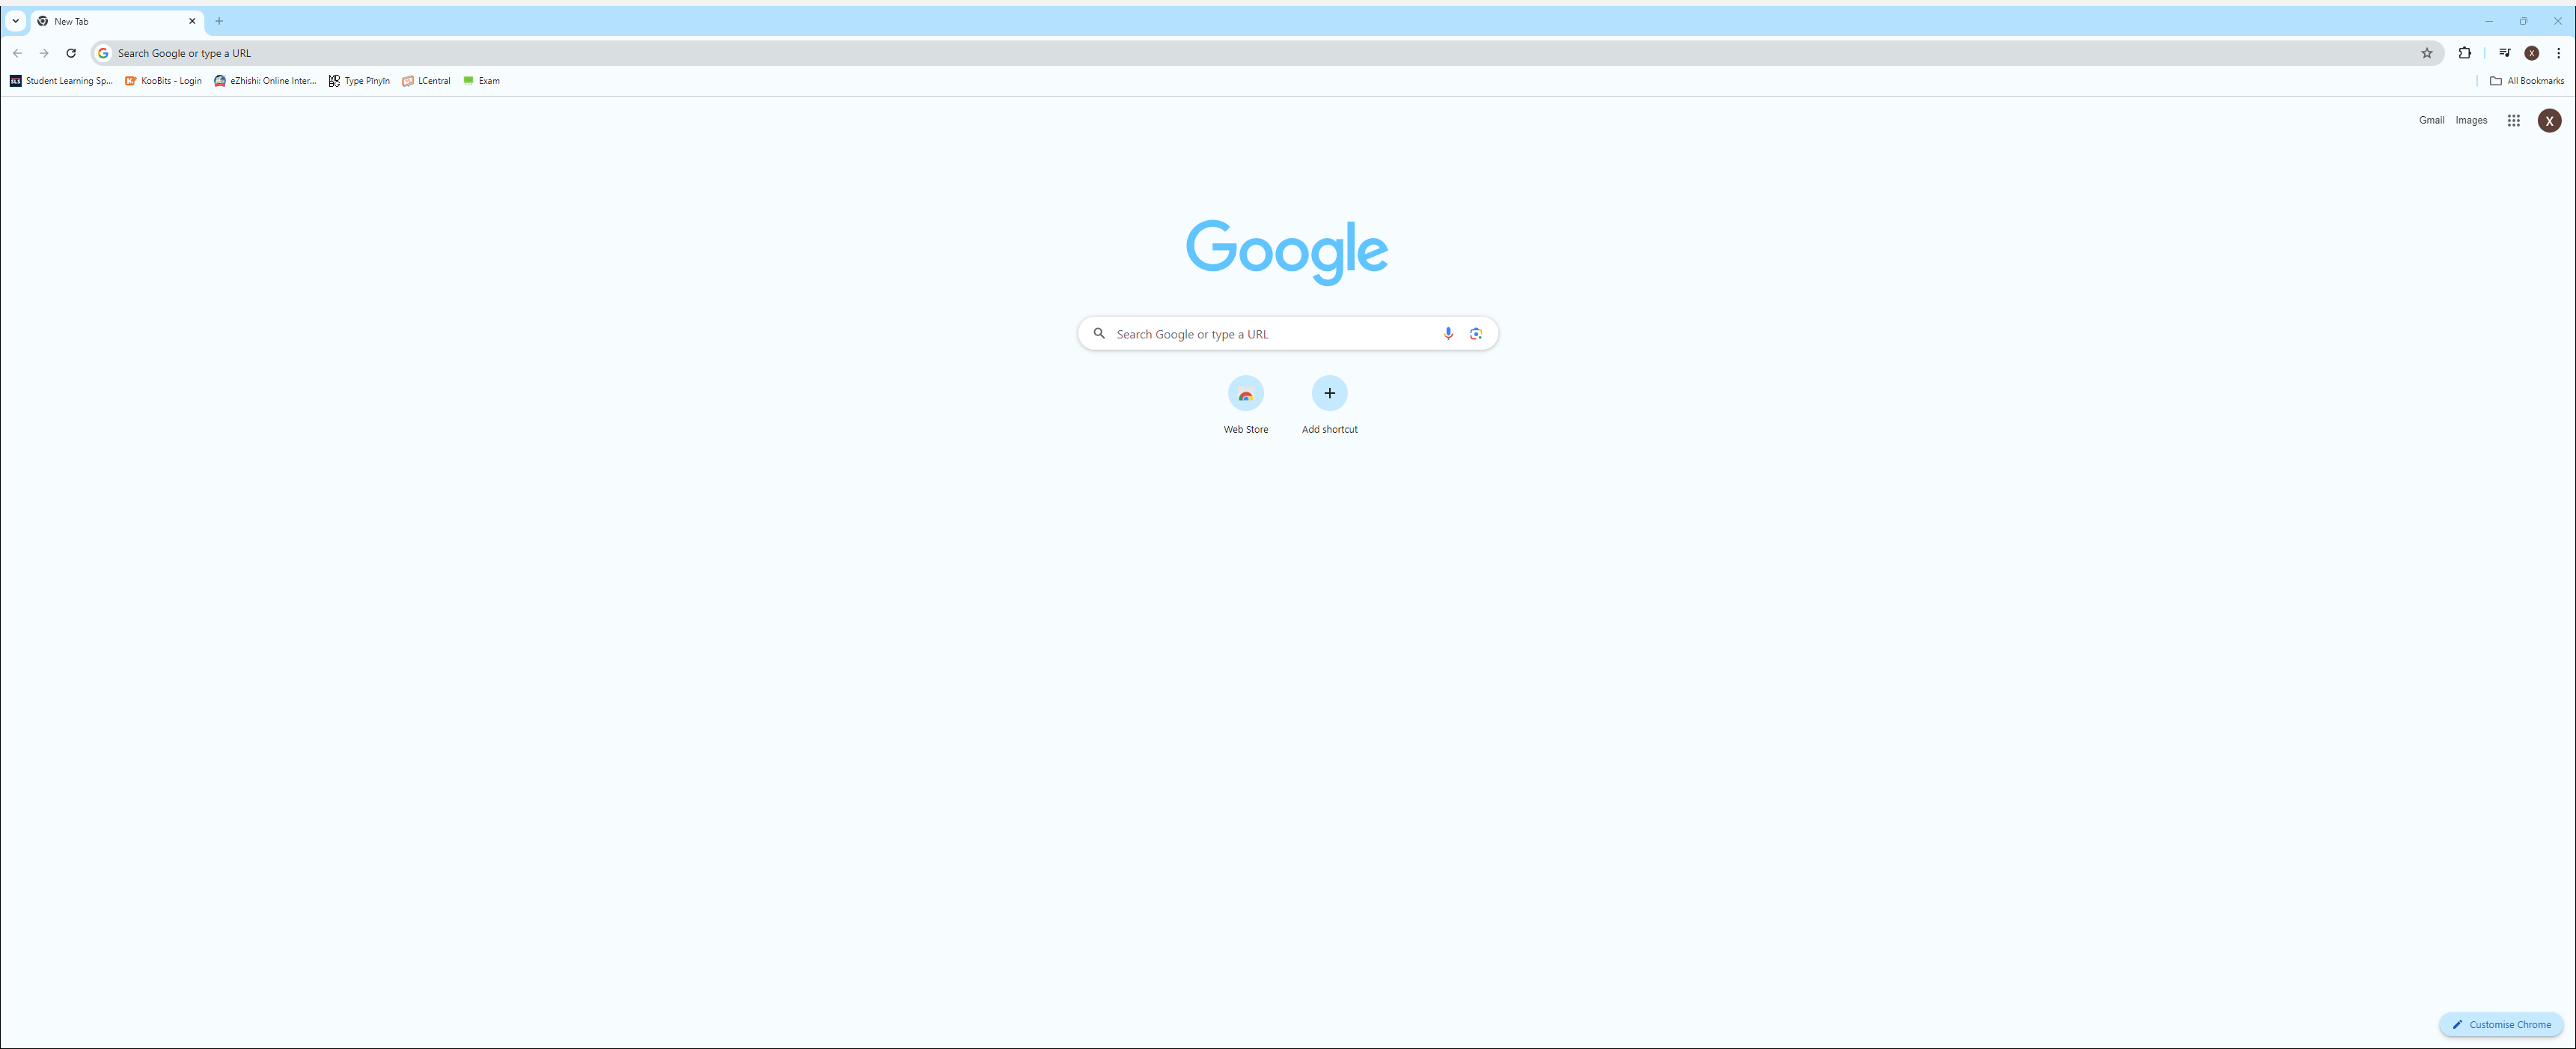 New Tab
Search Google or type a URL
Student Learning Sp... KooBits - Login eZhishi: Online Inter... Type Pīnyīn LCentral Exam All Bookmarks
Gmail Images X
Google
Search Google or type a URL
Web Store Add shortcut
Customise Chrome